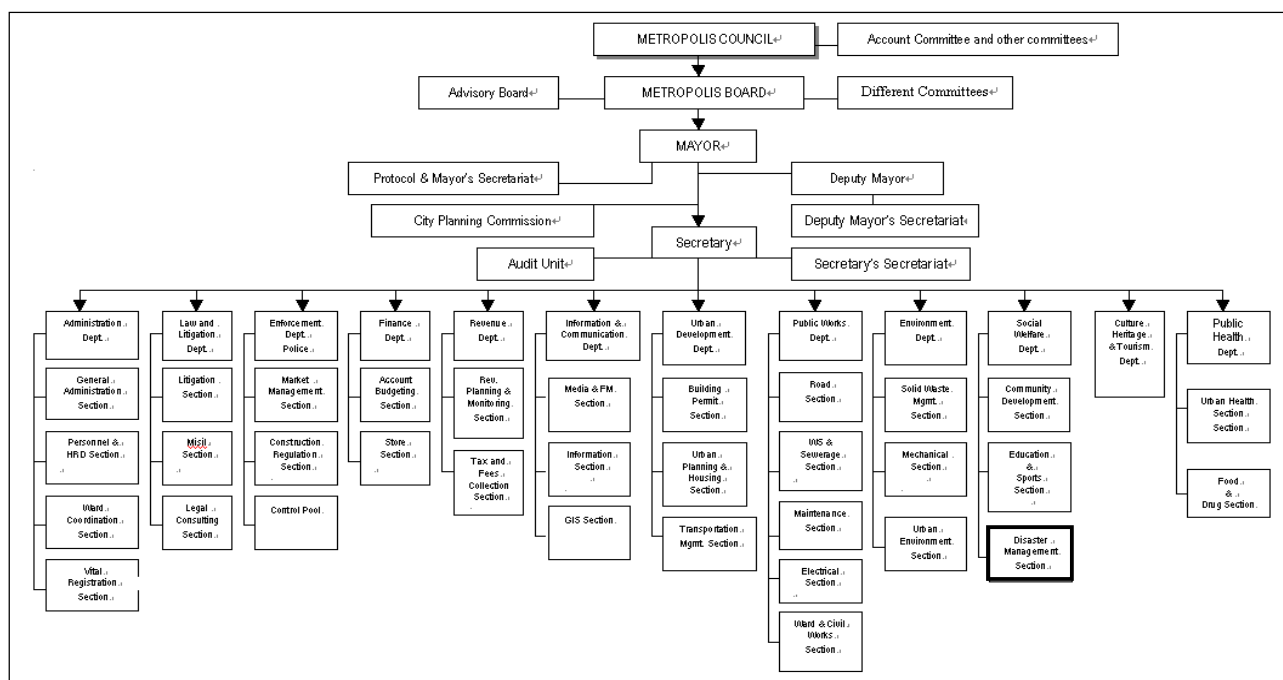 METROPOLIS COUNCIL
Account Committee and other committees
Advisory Board
METROPOLIS BOARD
Different Committees
MAYOR
Protocol & Mayor's Secretariat
Deputy Mayor
City Planning Commission
Deputy Mayor's Secretariat
Secretary
Audit Unit
Secretary's Secretariat
Administration
Dept.
General
Administration
Section
Personnel &
HRD Section
Ward
Coordination
Section
Vital
Registration
Section
Law and
Litigation
Dept.
Litigation
Section
Misil
Section
Legal
Consulting
Section
Enforcement
Dept.
Police
Market
Management
Section
Construction
Regulation
Section
Control Pool
Finance
Dept.
Account
Budgeting
Section
Store
Section
Revenue
Dept.
Rev.
Planning &
Monitoring
Section
Tax and
Fees
Collection
Section
Information &
Communication
Dept.
Media & FM
Section
Information
Section
GIS Section
Urban
Development
Dept.
Building
Permit
Section
Urban
Planning &
Housing
Section
Transportation
Mgmt. Section
Public Works
Dept.
Road
Section
WS &
Sewerage
Section
Maintenance
Section
Electrical
Section
Ward & Civil
Works
Section
Environment
Dept.
Solid Waste
Mgmt.
Section
Mechanical
Section
Urban
Environment
Section
Social
Welfare
Dept.
Community
Development
Section
Education
&
Sports
Section
Disaster
Management
Section
Culture
Heritage
& Tourism
Dept.
Public
Health
Dept.
Urban Health
Section
Section
Food
&
Drug Section